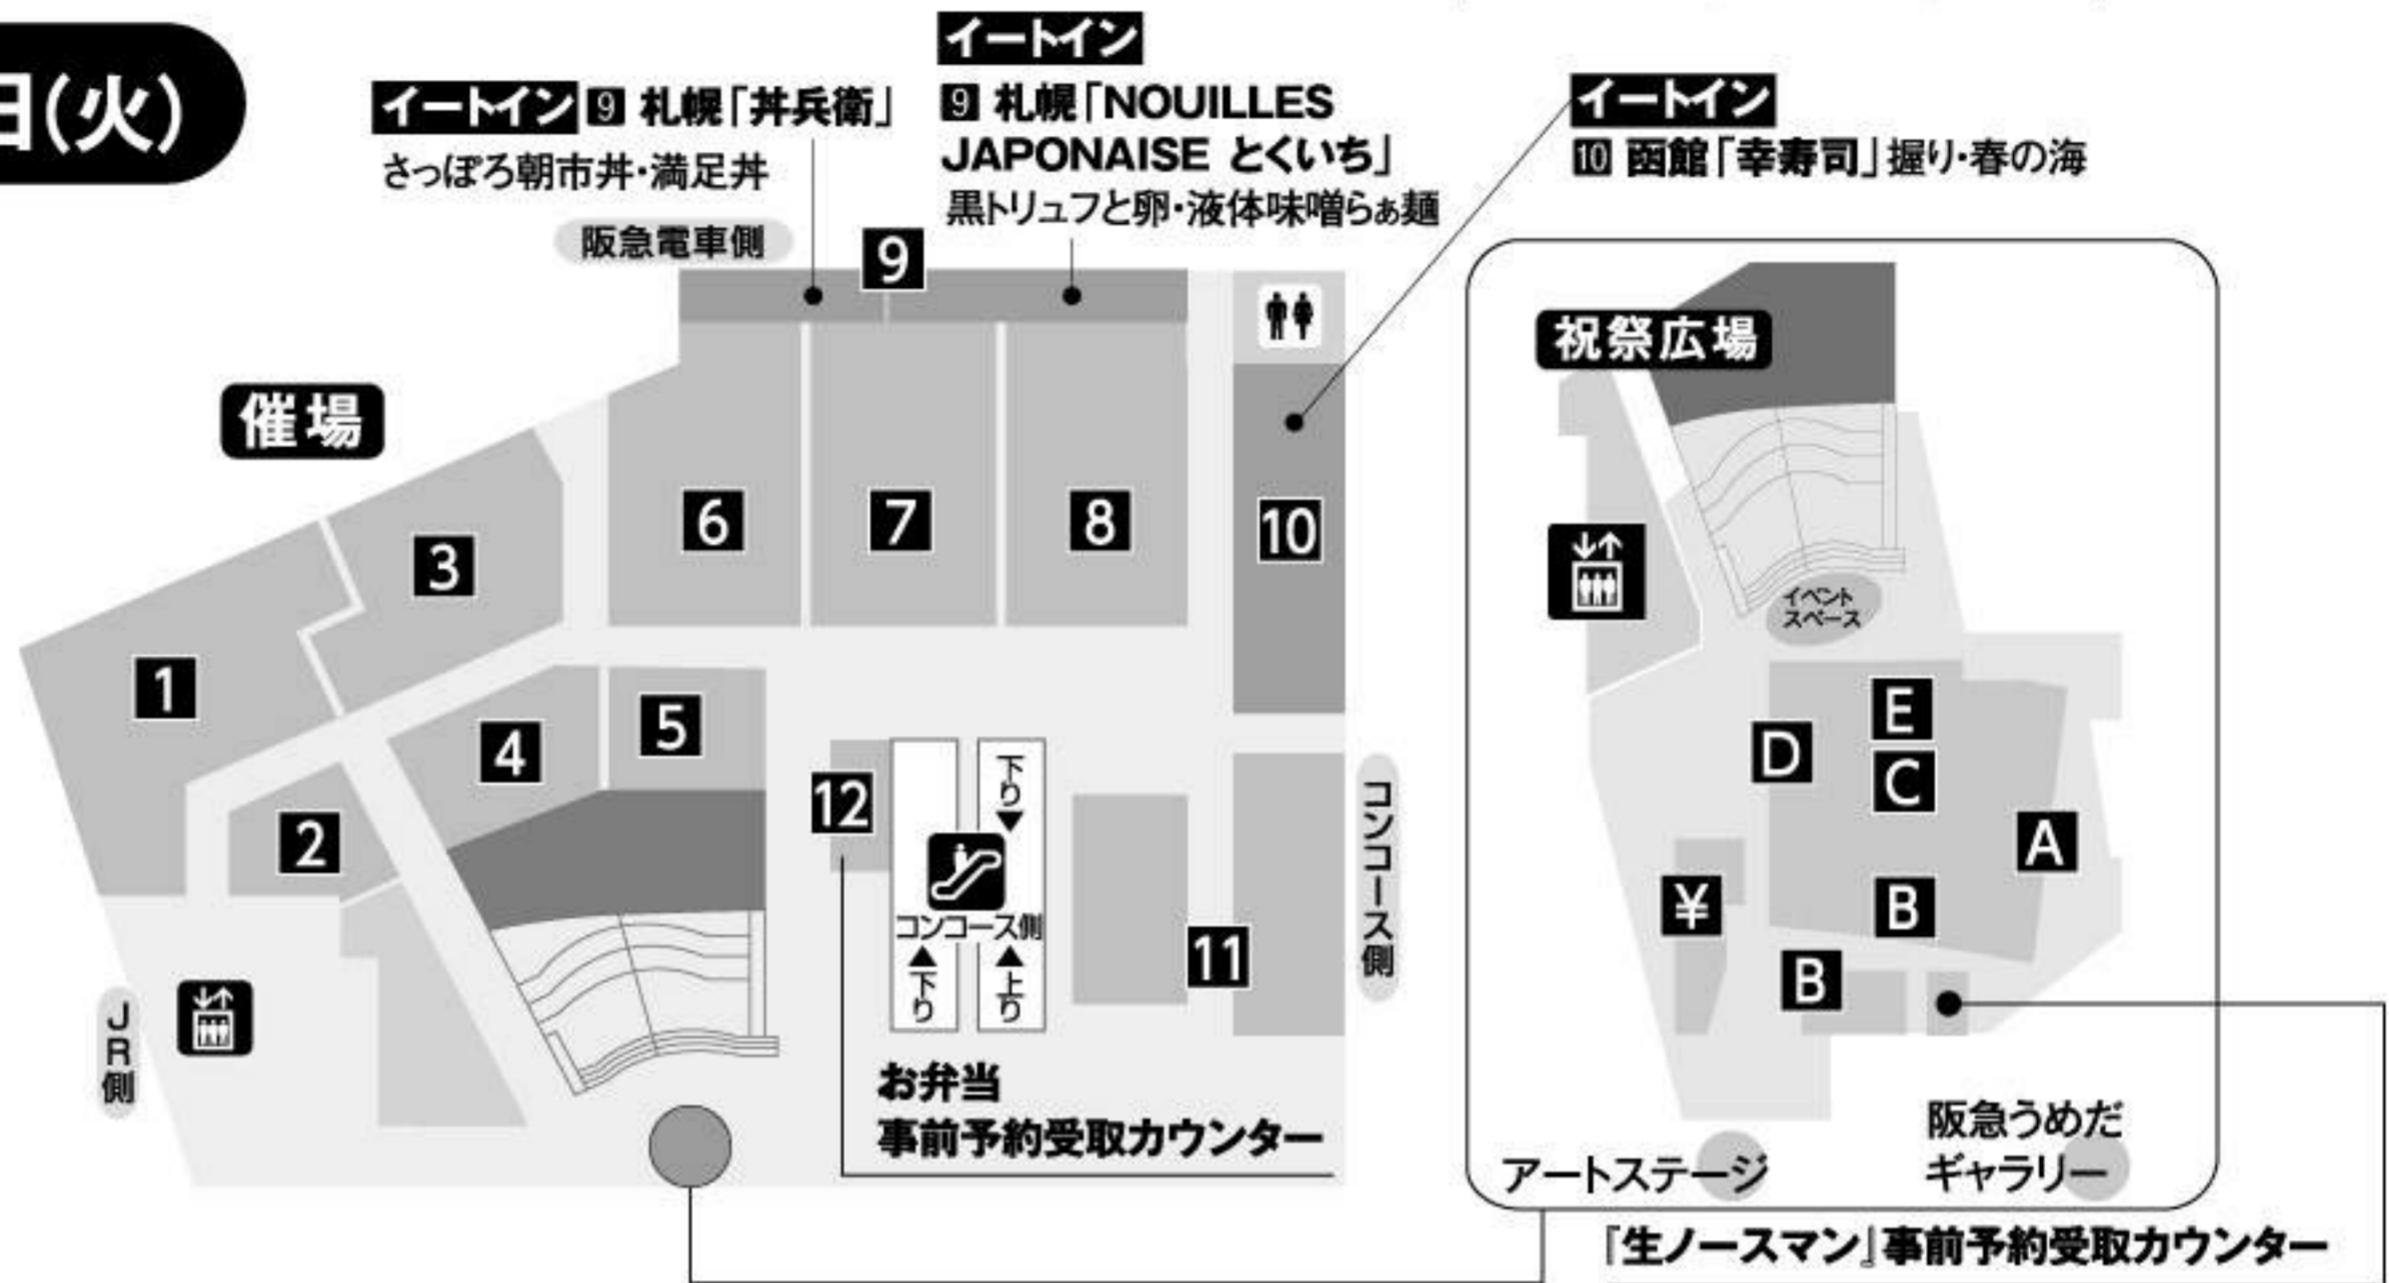 日(火)
イートイン 9 札幌「丼兵衛」
さっぽろ朝市丼・満足丼
イートイン
9 札幌「NOUILLES
JAPONAISE とくいち」
黒トリュフと卵・液体味噌らぁ麺
イートイン
10 函館「幸寿司」握り・春の海
阪急電車側
催場
1
2
3
4
5
6
7
8
9
10
11
12
下り
コンコース側
下り
上り
コンコース側
JR側
お弁当
事前予約受取カウンター
祝祭広場
イベント
スペース
E
D
C
A
B
¥
B
アートステージ
阪急うめだ
ギャラリー
『生ノースマン』事前予約受取カウンター